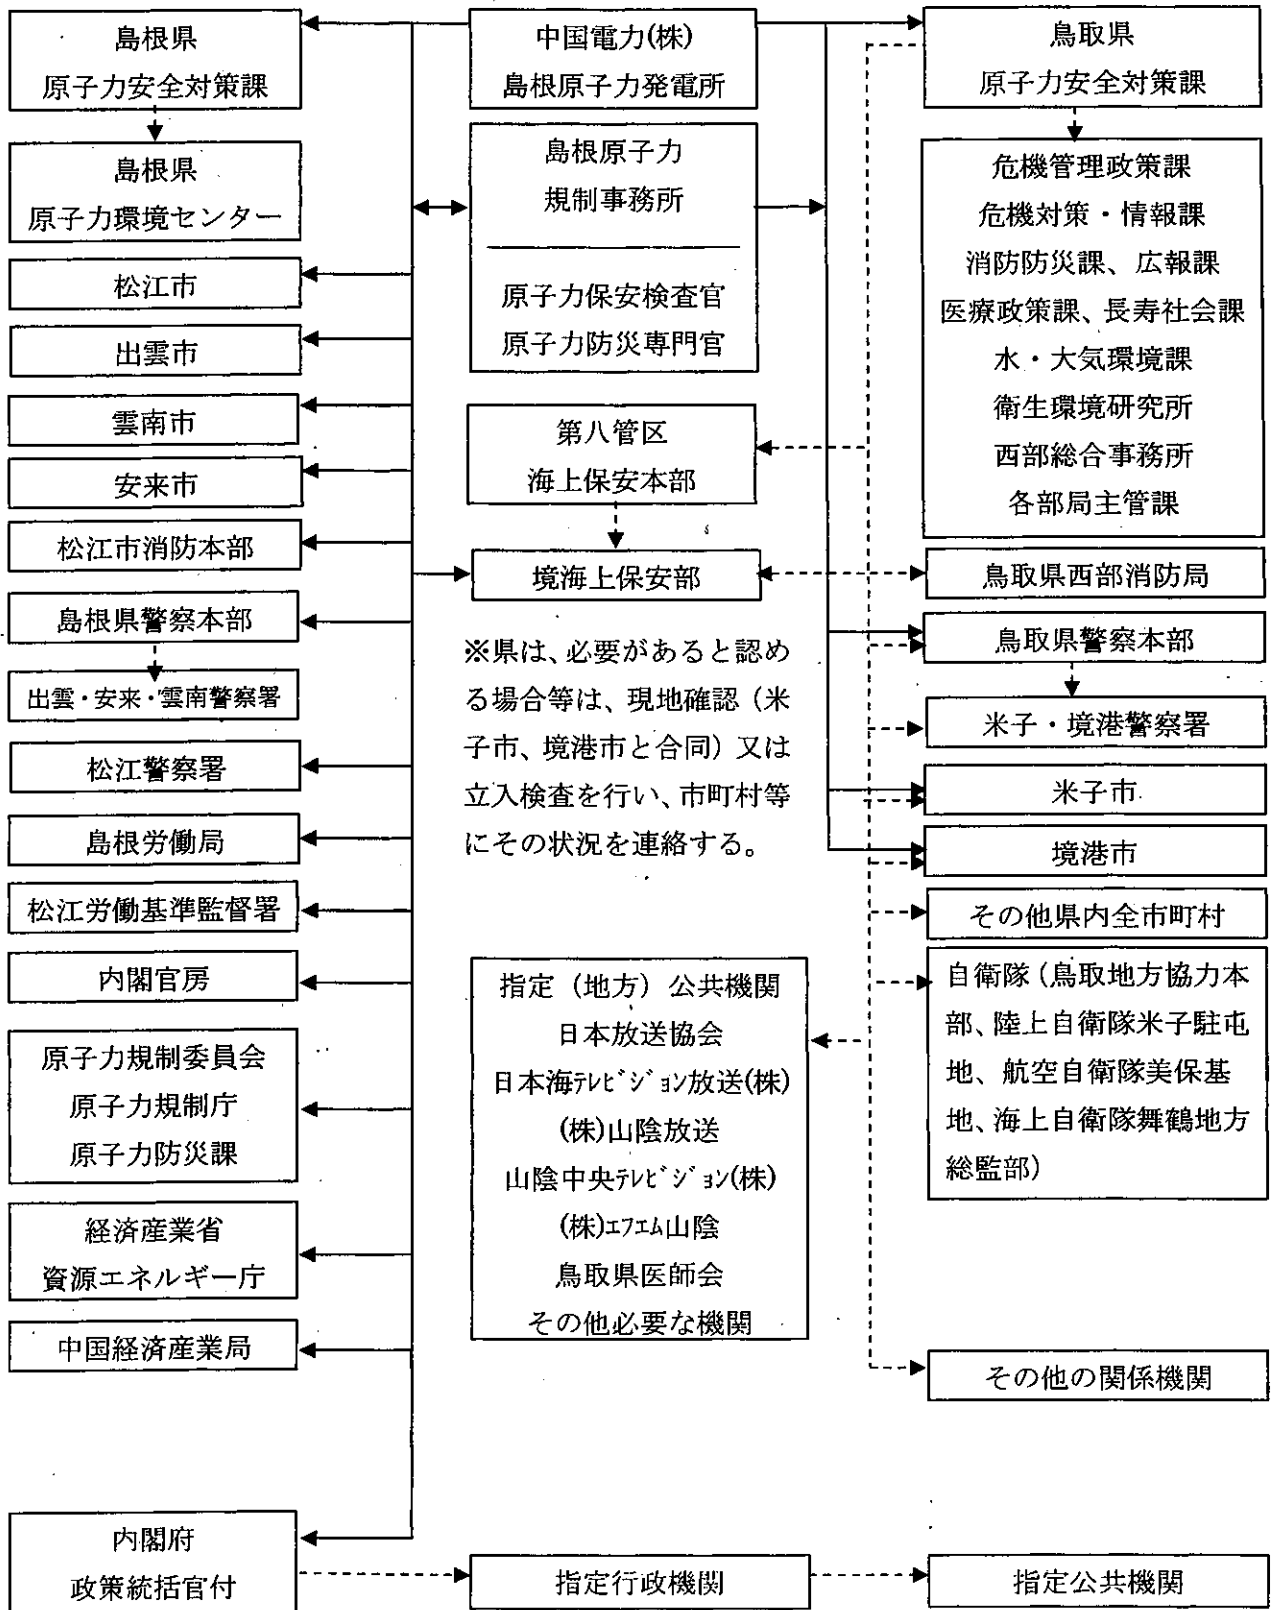 島根県
原子力安全対策課
島根県
原子力環境センター
松江市
出雲市
雲南市
安来市
松江市消防本部
島根県警察本部
出雲・安来・雲南警察署
松江警察署
島根労働局
松江労働基準監督署
内閣官房
原子力規制委員会
原子力規制庁
原子力防災課
経済産業省
資源エネルギー庁
中国経済産業局
内閣府
政策統括官付
中国電力(株)
島根原子力発電所
島根原子力
規制事務所
原子力保安検査官
原子力防災専門官
第八管区
海上保安本部
境海上保安部
※県は、必要があると認め
る場合等は、現地確認（米
子市、境港市と合同）又は
立入検査を行い、市町村等
にその状況を連絡する。
指定（地方）公共機関
日本放送協会
日本海ﾃﾚﾋﾞｼﾞｮﾝ放送(株)
(株)山陰放送
山陰中央ﾃﾚﾋﾞｼﾞｮﾝ(株)
(株)ｴﾌｴﾑ山陰
鳥取県医師会
その他必要な機関
指定行政機関
鳥取県
原子力安全対策課
危機管理政策課
危機対策・情報課
消防防災課、広報課
医療政策課、長寿社会課
水・大気環境課
衛生環境研究所
西部総合事務所
各部局主管課
鳥取県西部消防局
鳥取県警察本部
米子・境港警察署
米子市
境港市
その他県内全市町村
自衛隊（鳥取地方協力本
部、陸上自衛隊米子駐屯
地、航空自衛隊美保基
地、海上自衛隊舞鶴地方
総監部）
その他の関係機関
指定公共機関